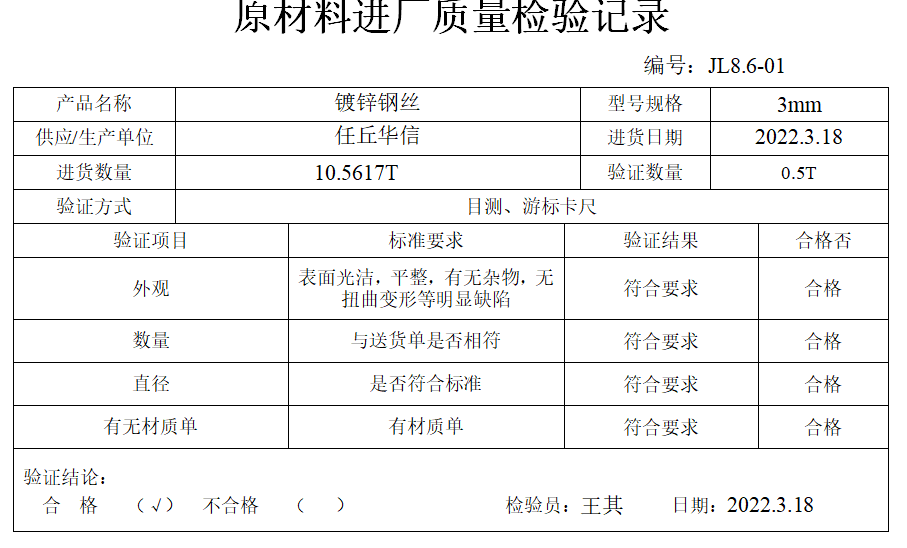 原材料进厂质量检验记录
编号：JL8.6-01
产品名称 镀锌钢丝 型号规格 3mm
供应/生产单位 任丘华信 进货日期 2022.3.18
进货数量 10.5617T 验证数量 0.5T
验证方式 目测、游标卡尺
验证项目 标准要求 验证结果 合格否
外观 表面光洁，平整，有无杂物，无
扭曲变形等明显缺陷 符合要求 合格
数量 与送货单是否相符 符合要求 合格
直径 是否符合标准 符合要求 合格
有无材质单 有材质单 符合要求 合格
验证结论：
合 格 （√） 不合格 （ ） 检验员：王其 日期：2022.3.18